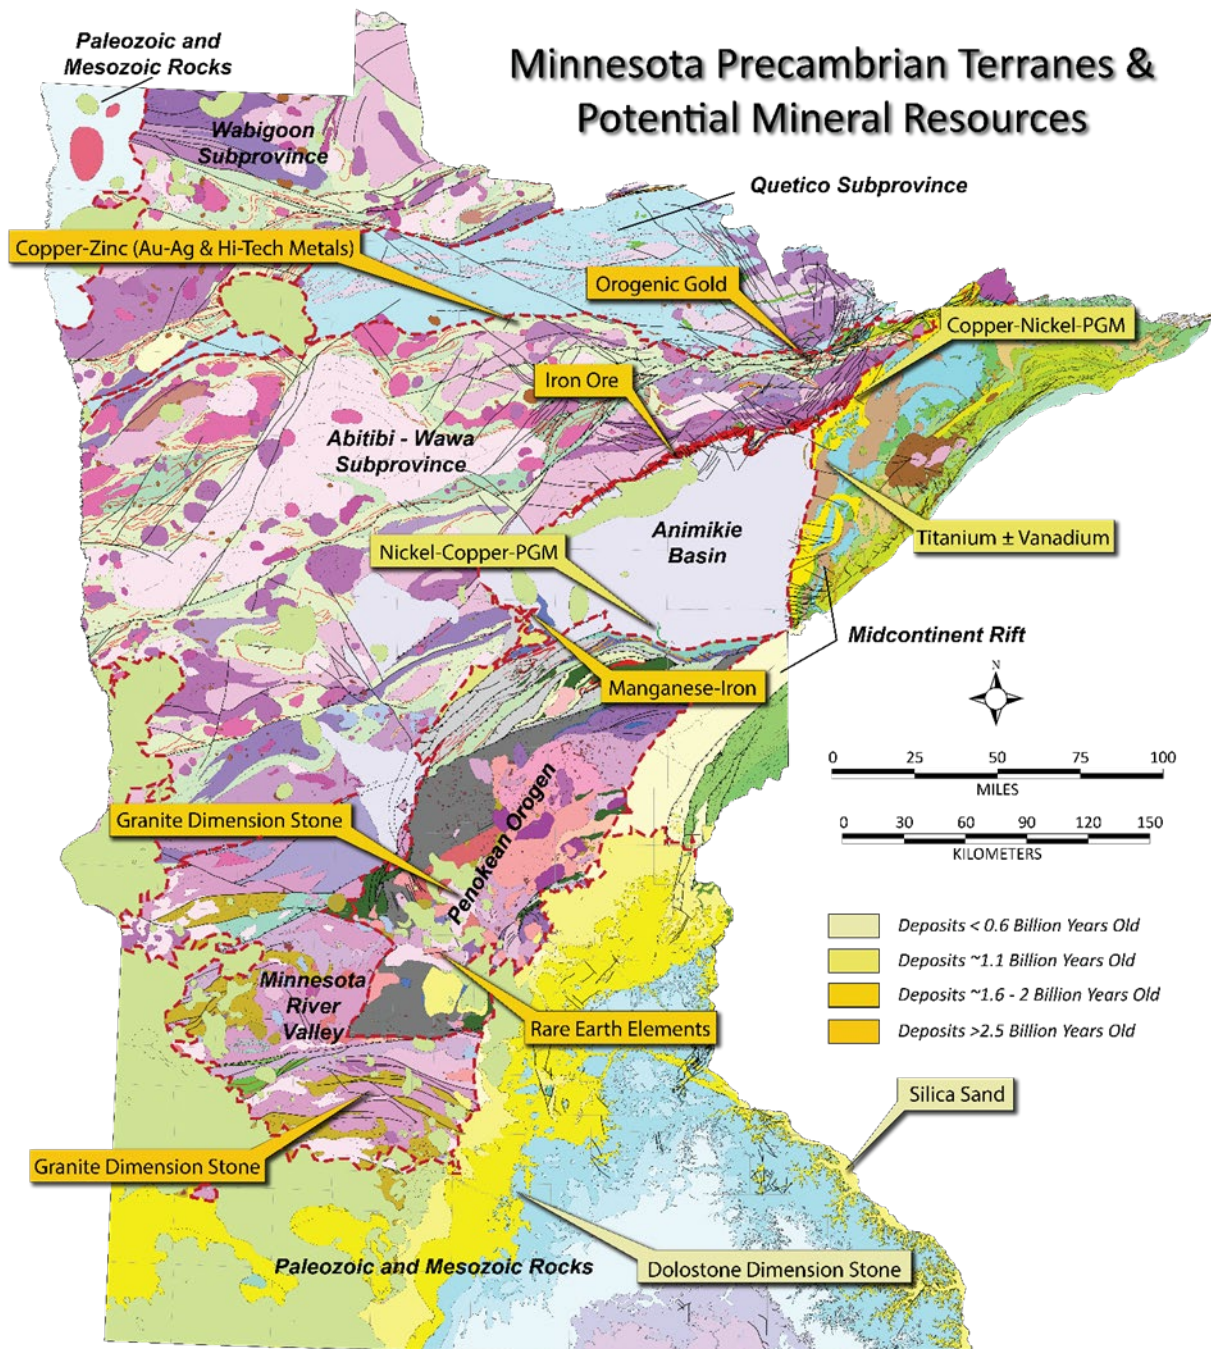 Minnesota Precambrian Terranes &
Potential Mineral Resources
Paleozoic and
Mesozoic Rocks
Wabigoon
Subprovince
Quetico Subprovince
Copper-Zinc (Au-Ag & Hi-Tech Metals)
Orogenic Gold
Copper-Nickel-PGM
Iron Ore
Abitibi - Wawa
Subprovince
Animikie
Basin
Titanium ± Vanadium
Nickel-Copper-PGM
Midcontinent Rift
Manganese-Iron
N
0 25 50 75 100
MILES
0 30 60 90 120 150
KILOMETERS
Granite Dimension Stone
Penokean Orogen
Deposits < 0.6 Billion Years Old
Deposits ~1.1 Billion Years Old
Deposits ~1.6 - 2 Billion Years Old
Deposits >2.5 Billion Years Old
Minnesota
River
Valley
Rare Earth Elements
Silica Sand
Granite Dimension Stone
Paleozoic and Mesozoic Rocks
Dolostone Dimension Stone